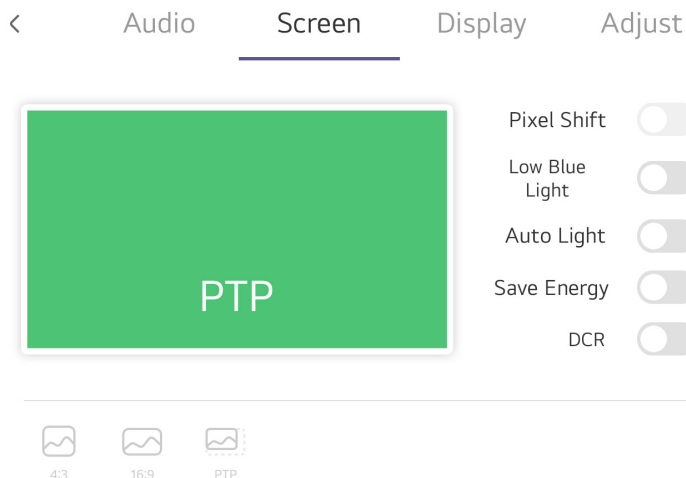 Audio
Screen
Display
Adjust
PTP
Pixel Shift
Low Blue
Light
Auto Light
Save Energy
DCR
4:3
16:9
PTP